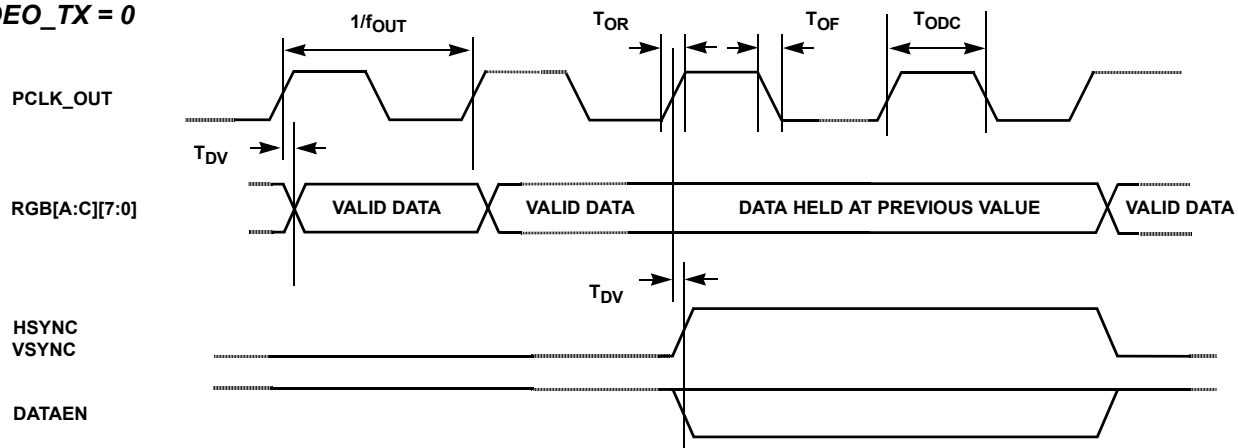 DEO_TX = 0
1/fOUT
TOR
TOF
TODC
PCLK_OUT
TDV
RGB[A:C][7:0]
VALID DATA
VALID DATA
DATA HELD AT PREVIOUS VALUE
VALID DATA
TDV
HSYNC
VSYNC
DATAEN